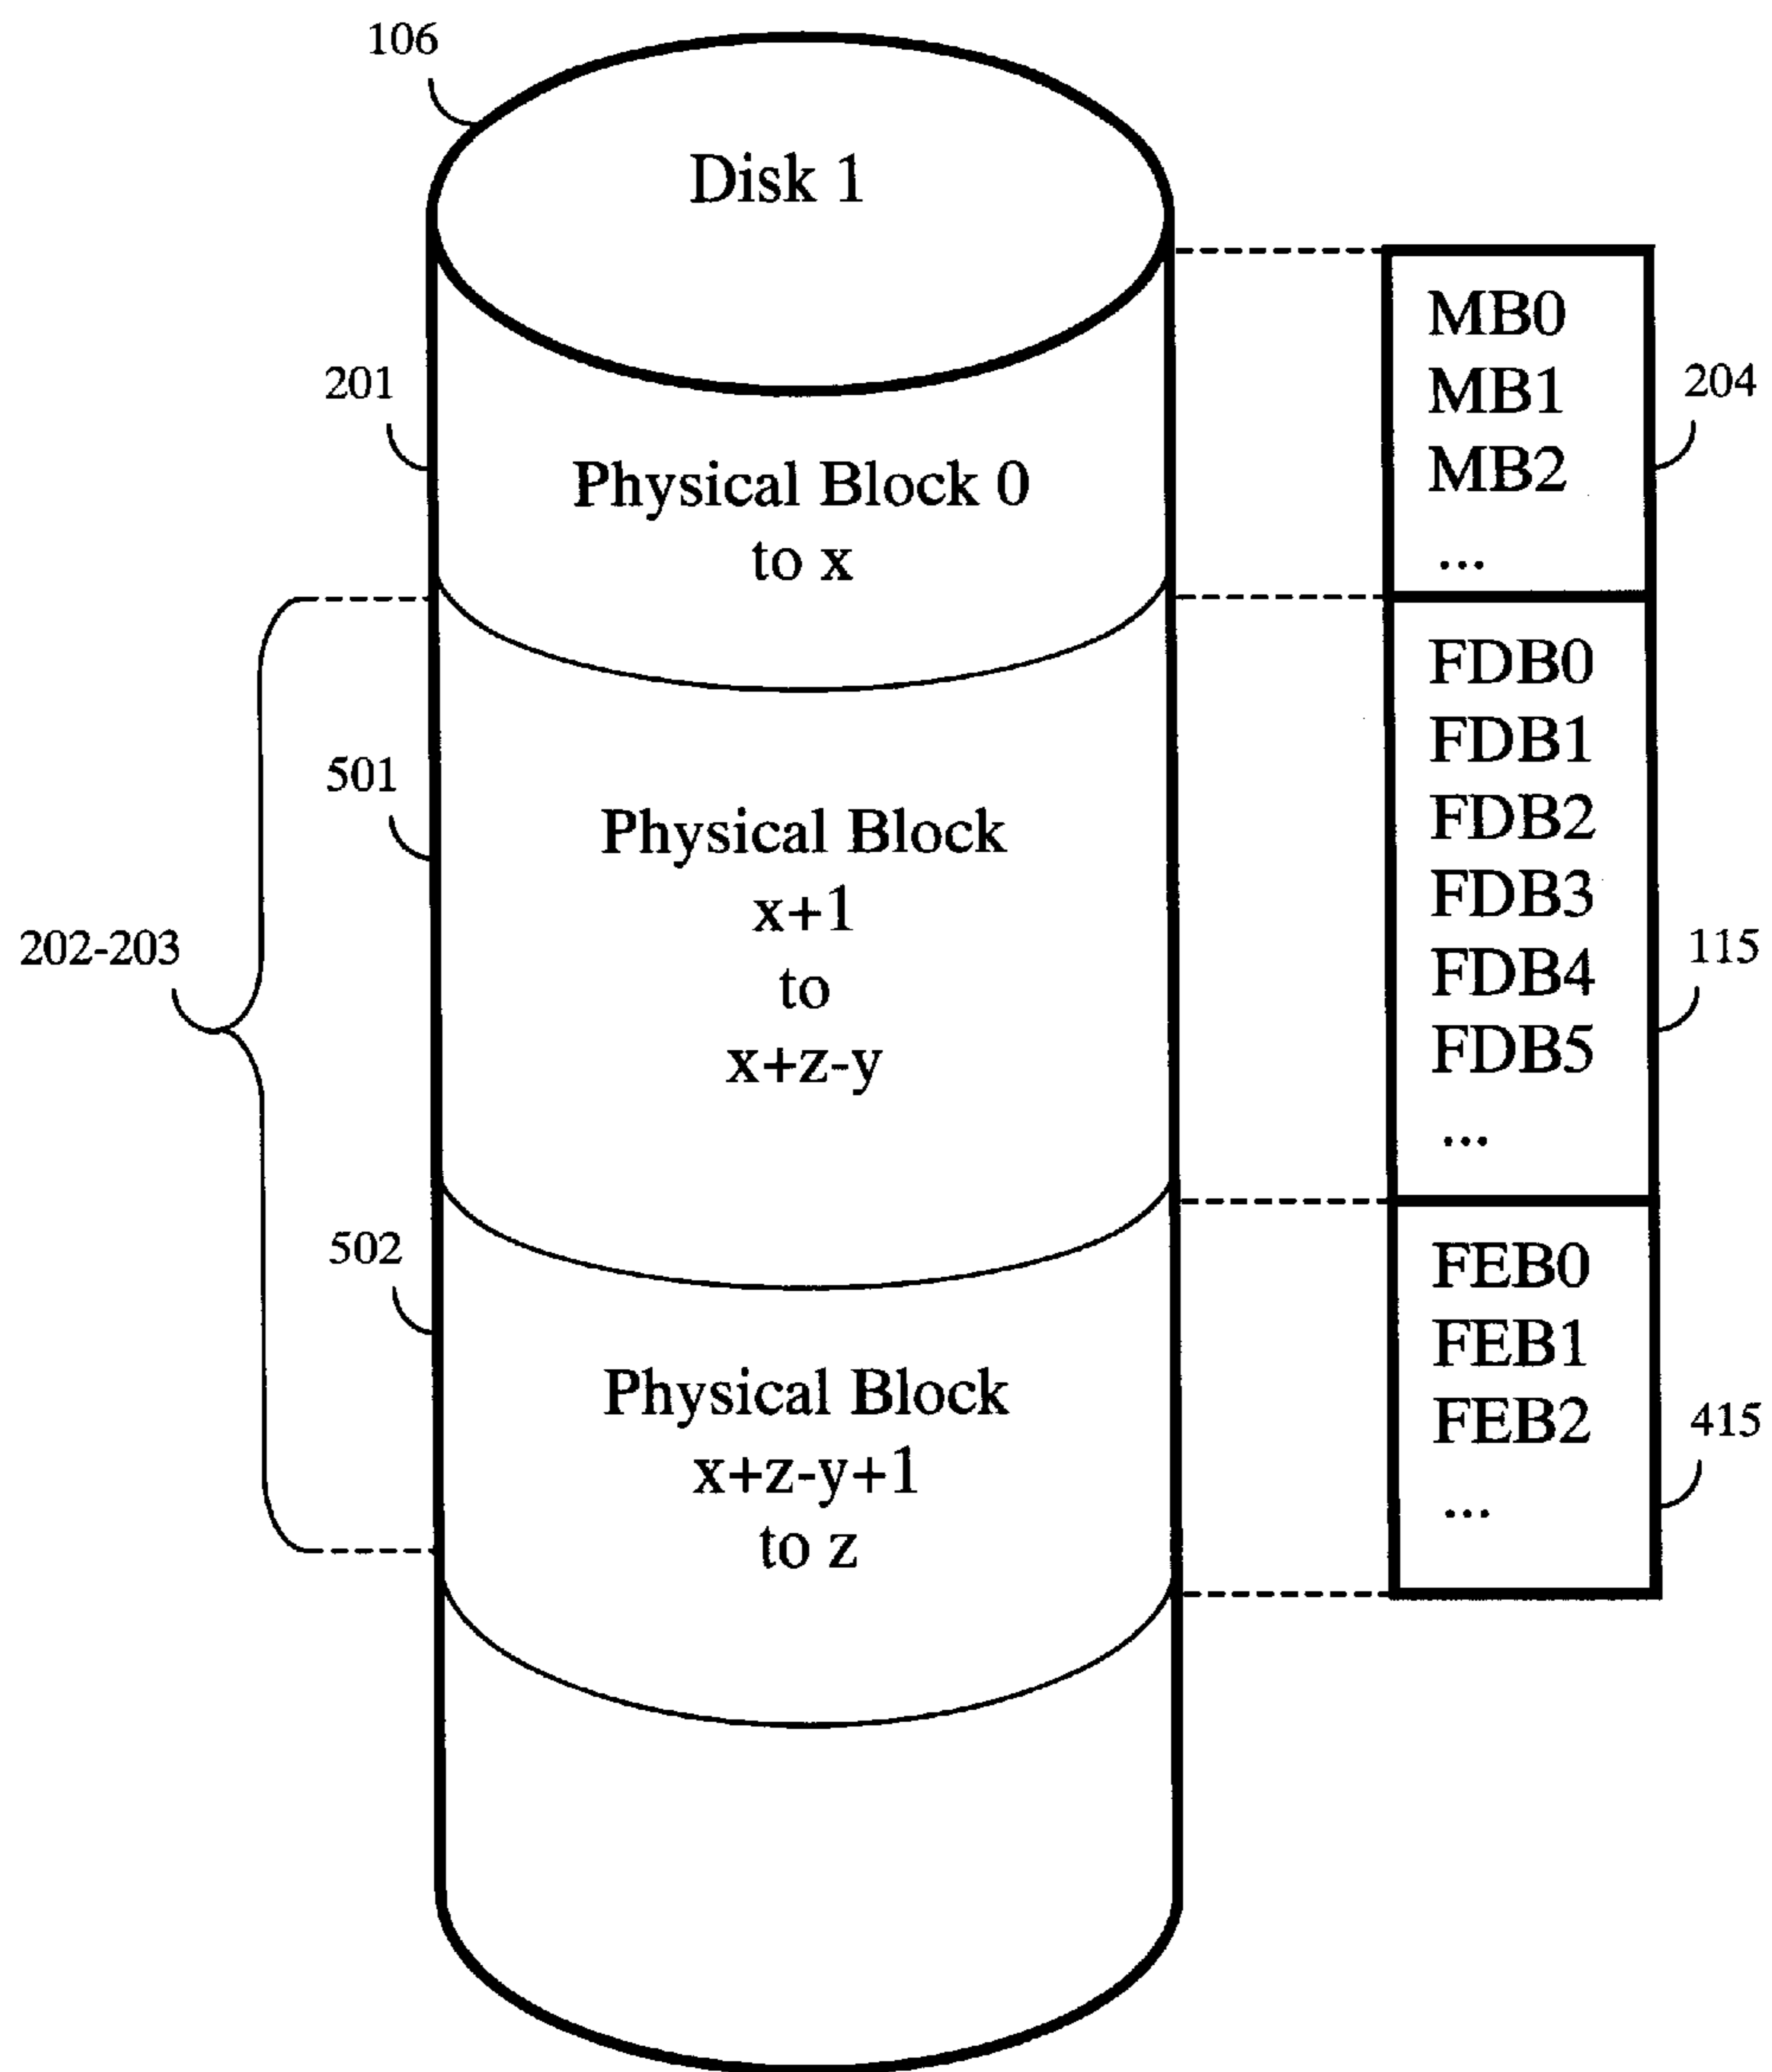 106
Disk 1
201
Physical Block 0
to x
501
Physical Block
x+1
to
x+z-y
202-203
502
Physical Block
x+z-y+1
to z
MB0
MB1
MB2
...
204
FDB0
FDB1
FDB2
FDB3
FDB4
FDB5
...
115
FEB0
FEB1
FEB2
...
415